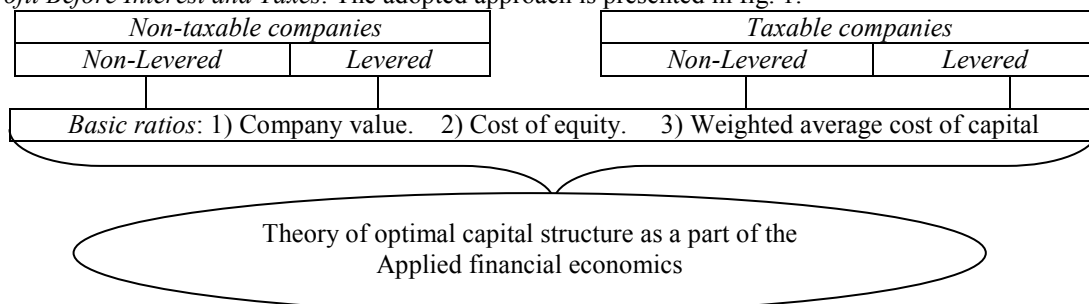 ofit Before Interest and Taxes. The adopted approach is presented in fig. 1.
Non-taxable companies
Taxable companies
Non-Levered Levered
Non-Levered Levered
Basic ratios: 1) Company value. 2) Cost of equity. 3) Weighted average cost of capital
Theory of optimal capital structure as a part of the
Applied financial economics